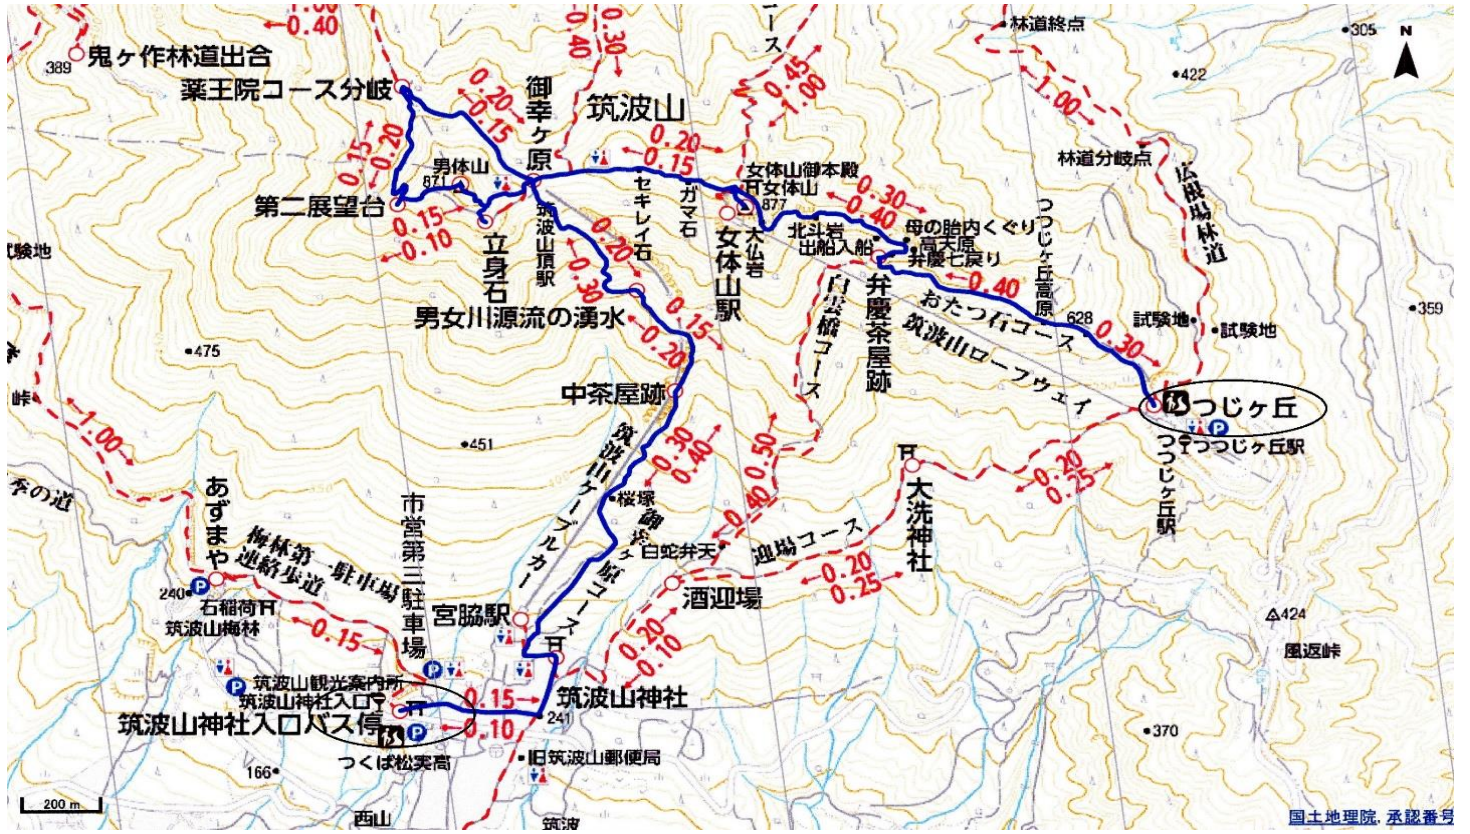 1.00
0.40
0.30
0.40
コース
林道終点
305
N
389
鬼ヶ作林道出合
薬王院コース分岐
0.20
0.15
御幸ヶ原
筑波山
0.45
1.00
422
1.00
0.15
0.20
男体山
871
0.20
0.15
女体山御本殿
女体山
877
林道分岐点
広根場林道
第二展望台
0.15
0.10
立身石
筑波山頂駅
セキレイ石
ガマ石
女体山駅
大仏岩
北斗岩
出船入船
0.30
0.40
母の胎内くぐり
高天原
弁慶七戻り
つつじヶ丘高原
試験地
0.20
0.30
男女川源流の湧水
0.15
0.20
白雲橋コース
弁慶茶屋跡
0.40
おたつ石コース
628
筑波山ロープウェイ
0.30
試験地
試験地
359
475
峠
中茶屋跡
つじヶ丘
つつじヶ丘駅
つつじヶ丘駅
1.00
451
筑波山ケーブルカー
0.30
0.40
0.50
0.40
桜塚
御幸ヶ原コース
大洗神社
0.20
0.25
季の道
あずまや
市営第三駐車場
梅林第一駐車場
連絡歩道
白蛇弁天
迎場コース
0.20
0.25
240
石稲荷
筑波山梅林
0.15
宮脇駅
酒迎場
0.20
0.10
424
風返峠
筑波山観光案内所
筑波山神社入口
筑波山神社入口バス停
0.15
0.10
筑波山神社
241
つくば松実高
旧筑波山郵便局
370
166
200 m
西山
筑波
国土地理院, 承認番号